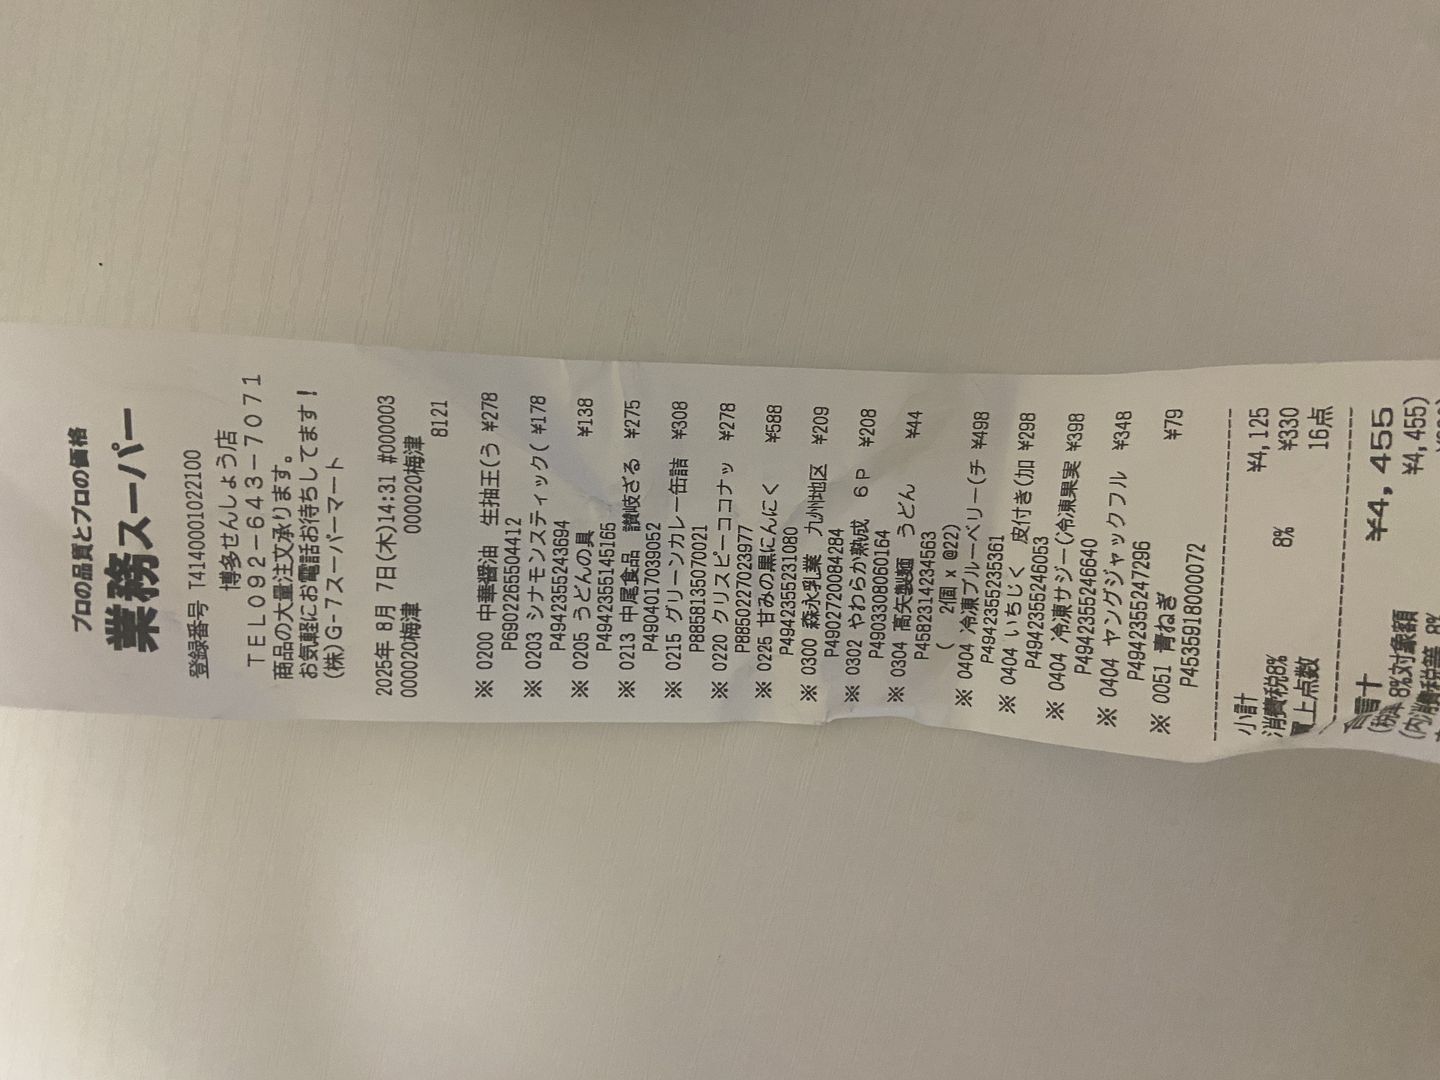 プロの品質とプロの価格
業務スーパー
登録番号 T4140001022100
博多せんしょう店
TEL092-643-7071
商品の大量注文承ります。
お気軽にお電話お待ちしてます!
(株)G-7スーパーマート
2025年 8月 7日(木)14:31 #000003
000020梅津 000020梅津
8121
※ 0200 中華醤油 生抽王(う ¥278
P6902265504412
※ 0203 シナモンスティック( ¥178
P4942355243694
※ 0205 うどんの具 ¥138
P4942355145165
※ 0213 中尾食品 讃岐ざる ¥275
P4904017039052
※ 0215 グリーンカレー缶詰 ¥308
P8858135070021
※ 0220 クリスピーココナッ ¥278
P8850227023977
※ 0225 甘みの黒にんにく ¥588
P4942355231080
※ 0300 森永乳業 九州地区 ¥209
P4902720084284
※ 0302 やわらか熟成 6P ¥208
P4903308060164
※ 0304 高矢製麺 うどん ¥44
P4582314234563
( 2個 x @22)
※ 0404 冷凍ブルーベリー(チ ¥498
P4942355235361
※ 0404 いちじく 皮付き(加 ¥298
P4942355246053
※ 0404 冷凍サジー(冷凍果実 ¥398
P4942355246640
※ 0404 ヤングジャックフル ¥348
P4942355247296
※ 0051 青ねぎ ¥79
P4535918000072
小計 ¥4,125
消費税8% 8% ¥330
買上点数 16点
合計 ¥4,455
(税率 8%対象額 ¥4,455)
(内消費税等 8%